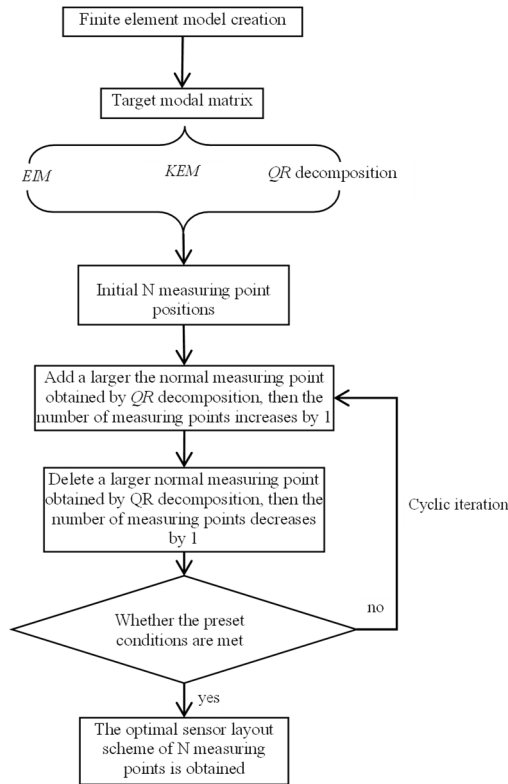 Finite element model creation
Target modal matrix
EIM
KEM
QR decomposition
Initial N measuring point
positions
Add a larger the normal measuring point
obtained by QR decomposition, then the
number of measuring points increases by 1
Delete a larger normal measuring point
obtained by QR decomposition, then the
number of measuring points decreases
by 1
Cyclic iteration
Whether the preset
conditions are met
no
yes
The optimal sensor layout
scheme of N measuring
points is obtained